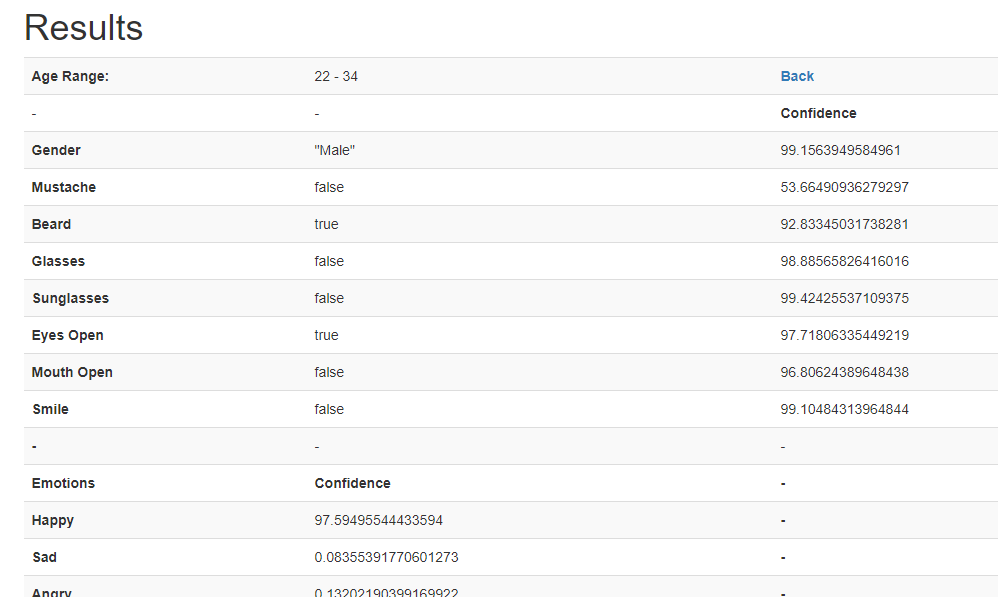 Results
Age Range: 22 - 34 Back
- - Confidence
Gender "Male" 99.1563949584961
Mustache false 53.66490936279297
Beard true 92.83345031738281
Glasses false 98.88565826416016
Sunglasses false 99.42425537109375
Eyes Open true 97.71806335449219
Mouth Open false 96.80624389648438
Smile false 99.10484313964844
- - -
Emotions Confidence -
Happy 97.59495544433594 -
Sad 0.08355391770601273 -
Angry 0.13202190399169922 -